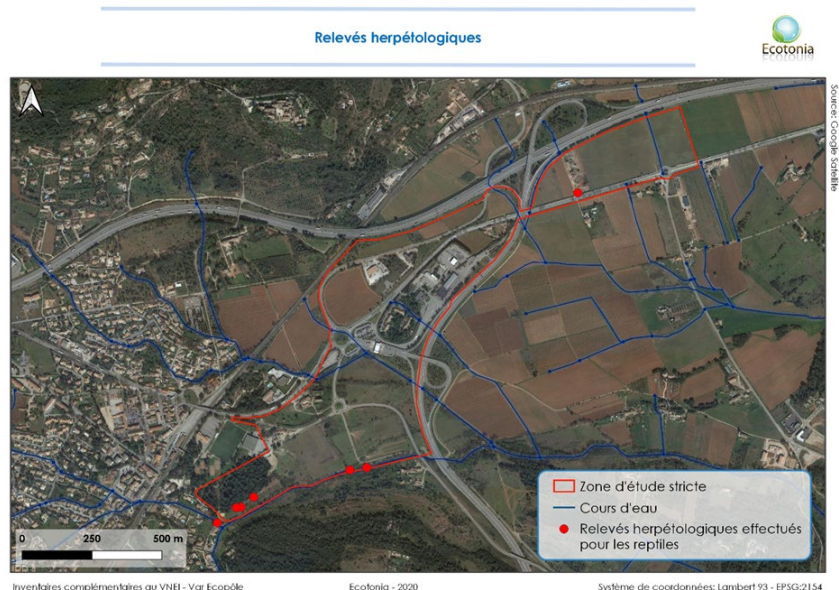 Relevés herpétologiques
Ecotonia
Source: Google Satellite
Zone d'étude stricte
Cours d'eau
Relevés herpétologiques effectués
pour les reptiles
0 250 500 m
Inventaires complémentaires au VNEI - Var Ecopôle
Ecotonia - 2020
Système de coordonnées: Lambert 93 - EPSG:2154